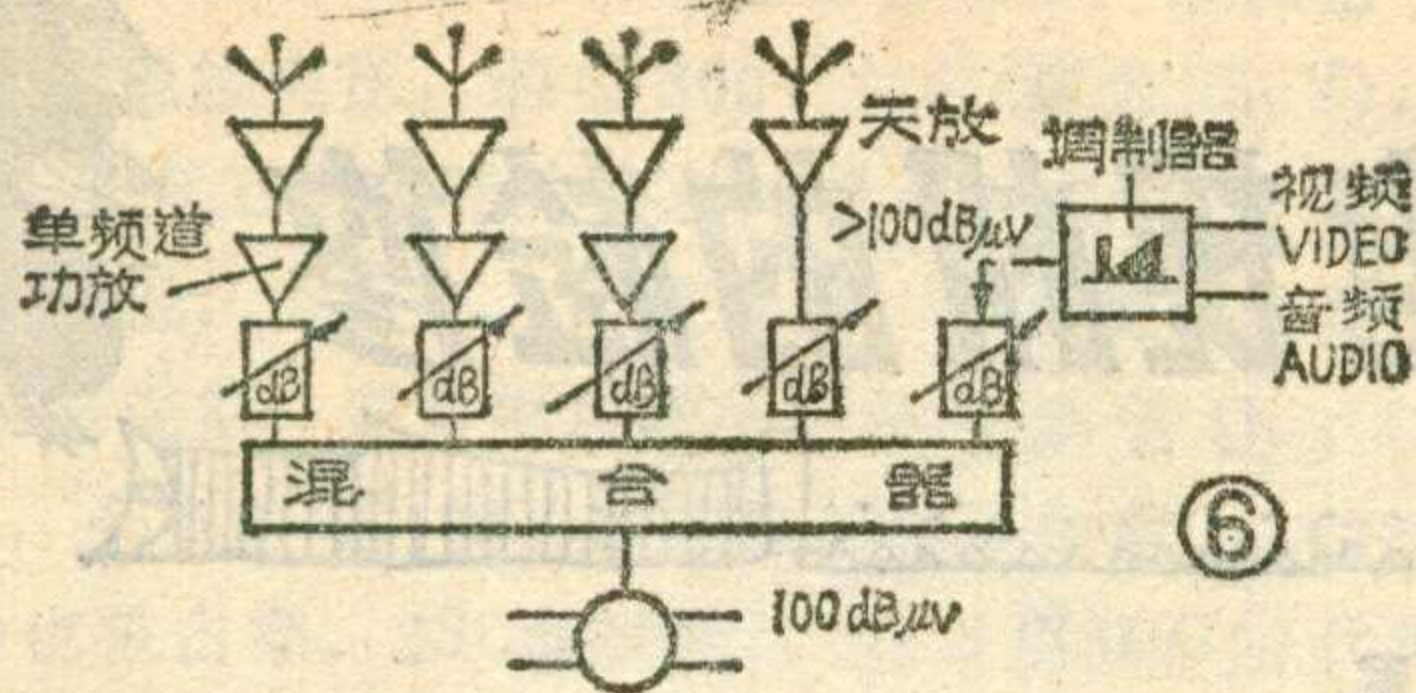 天放
调制器
单频道
功放
>100dBμV
视频
VIDEO
音频
AUDIO
dB
dB
dB
dB
dB
混合器
⑥
100dBμV